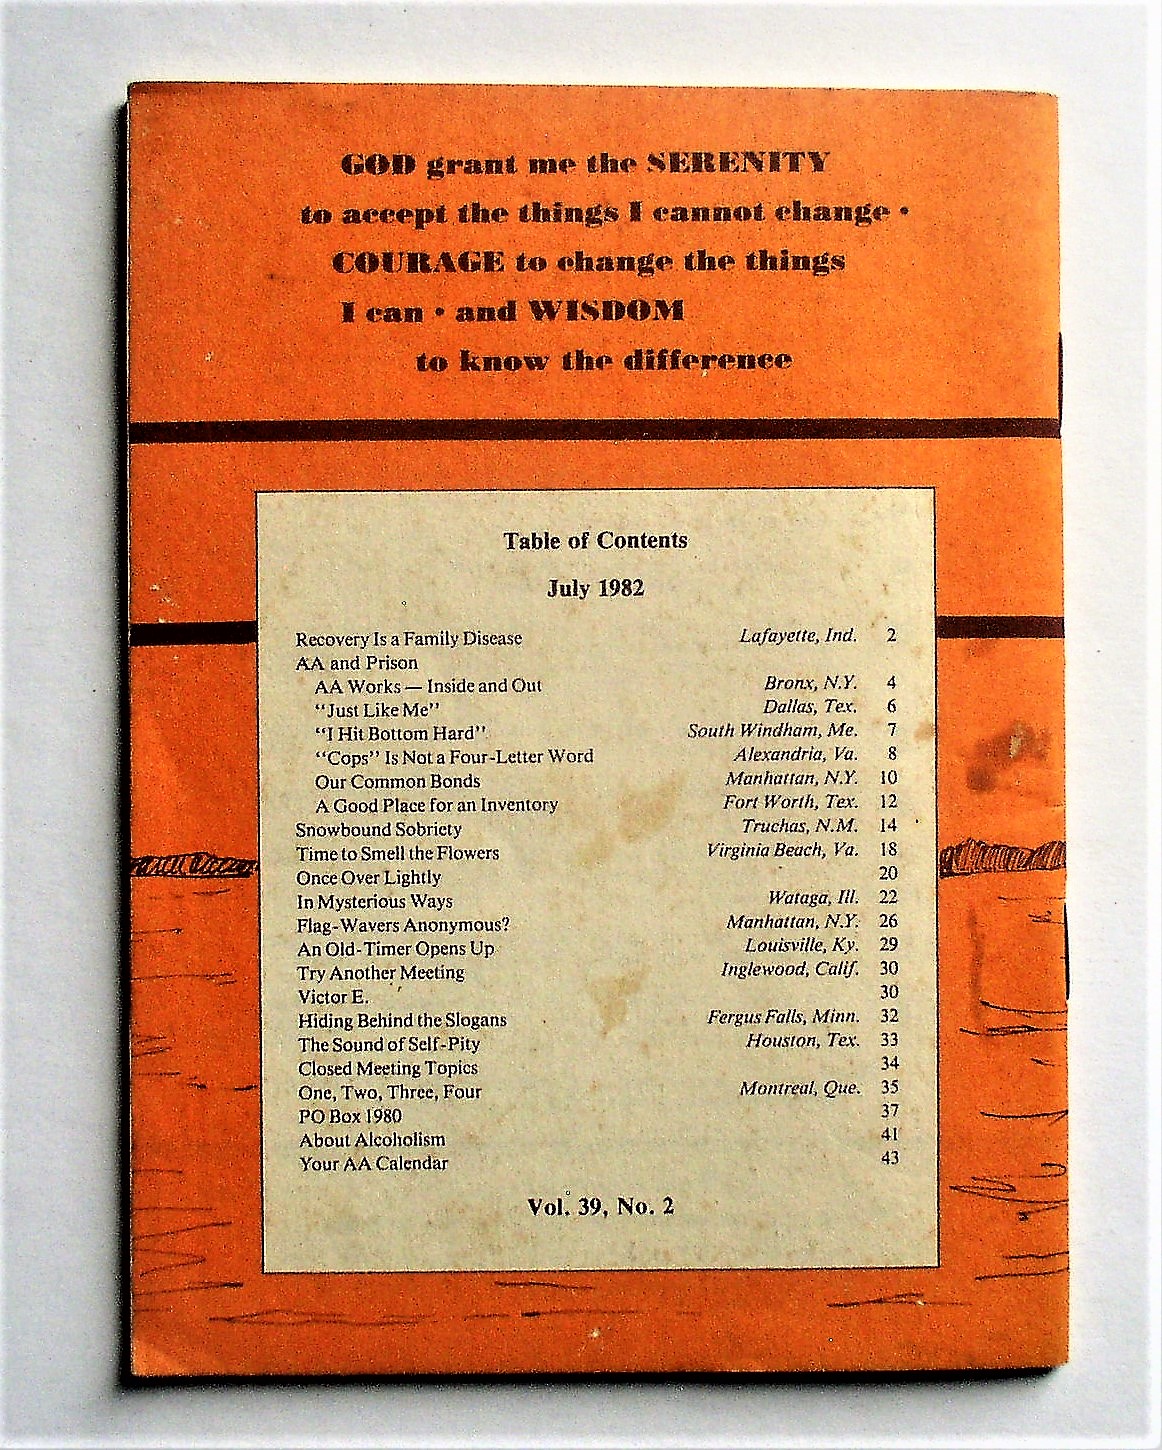 GOD grant me the SERENITY
to accept the things I cannot change •
COURAGE to change the things
I can • and WISDOM
to know the difference
Table of Contents
July 1982
Recovery Is a Family Disease Lafayette, Ind. 2
AA and Prison
AA Works — Inside and Out Bronx, N.Y. 4
"Just Like Me" Dallas, Tex. 6
"I Hit Bottom Hard" South Windham, Me. 7
"Cops" Is Not a Four-Letter Word Alexandria, Va. 8
Our Common Bonds Manhattan, N.Y. 10
A Good Place for an Inventory Fort Worth, Tex. 12
Snowbound Sobriety Truchas, N.M. 14
Time to Smell the Flowers Virginia Beach, Va. 18
Once Over Lightly 20
In Mysterious Ways Wataga, Ill. 22
Flag-Wavers Anonymous? Manhattan, N.Y. 26
An Old-Timer Opens Up Louisville, Ky. 29
Try Another Meeting Inglewood, Calif. 30
Victor E. 30
Hiding Behind the Slogans Fergus Falls, Minn. 32
The Sound of Self-Pity Houston, Tex. 33
Closed Meeting Topics 34
One, Two, Three, Four Montreal, Que. 35
PO Box 1980 37
About Alcoholism 41
Your AA Calendar 43
Vol. 39, No. 2